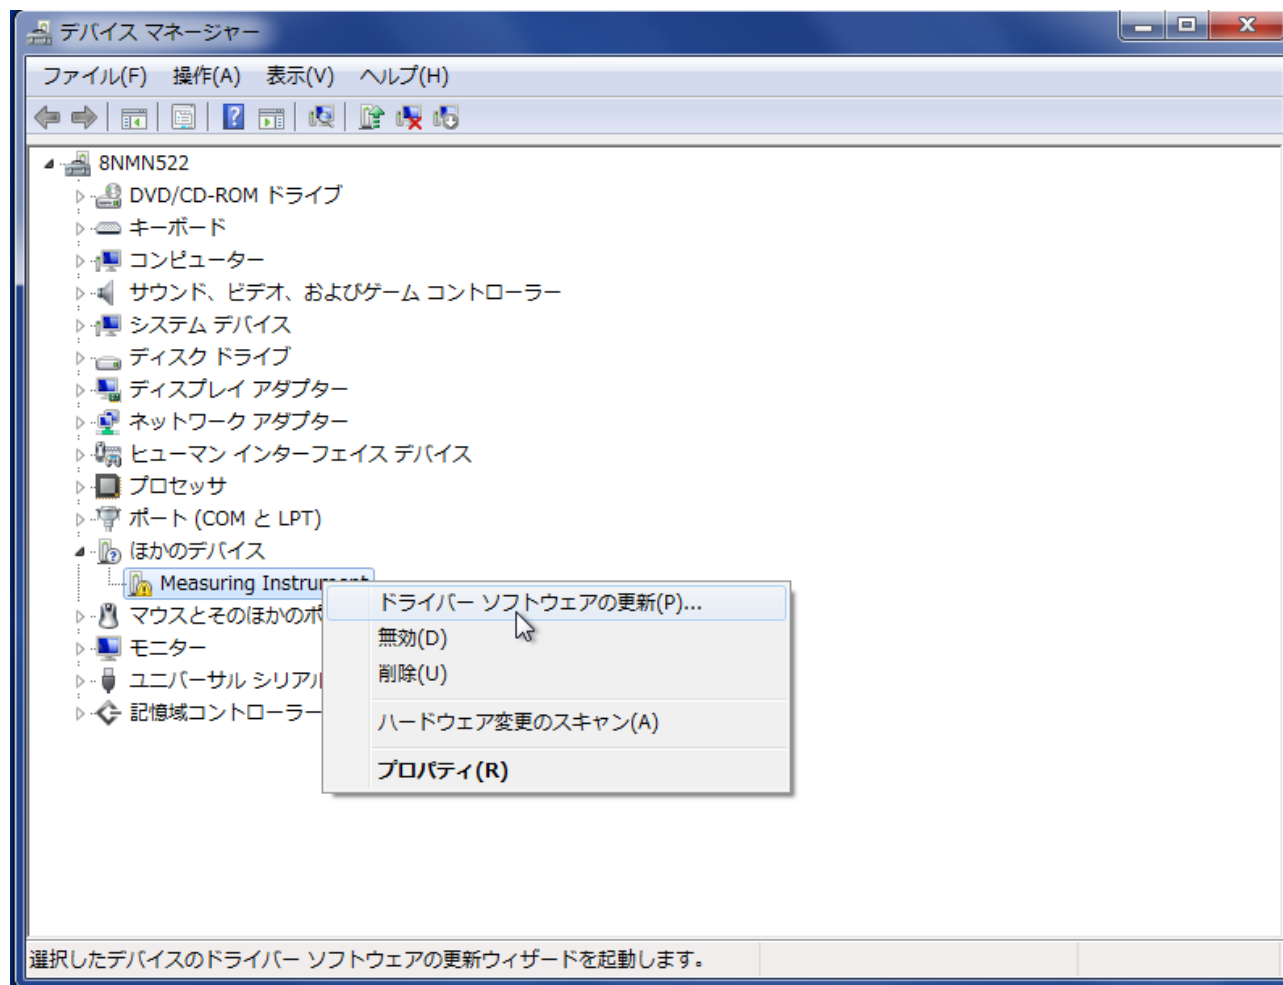 デバイス マネージャー
ファイル(F) 操作(A) 表示(V) ヘルプ(H)
8NMN522
DVD/CD-ROM ドライブ
キーボード
コンピューター
サウンド、ビデオ、およびゲーム コントローラー
システム デバイス
ディスク ドライブ
ディスプレイ アダプター
ネットワーク アダプター
ヒューマン インターフェイス デバイス
プロセッサ
ポート (COM と LPT)
ほかのデバイス
Measuring Instrument
マウスとそのほかのポ
モニター
ユニバーサル シリアル
記憶域コントローラー
ドライバー ソフトウェアの更新(P)...
無効(D)
削除(U)
ハードウェア変更のスキャン(A)
プロパティ(R)
選択したデバイスのドライバー ソフトウェアの更新ウィザードを起動します。